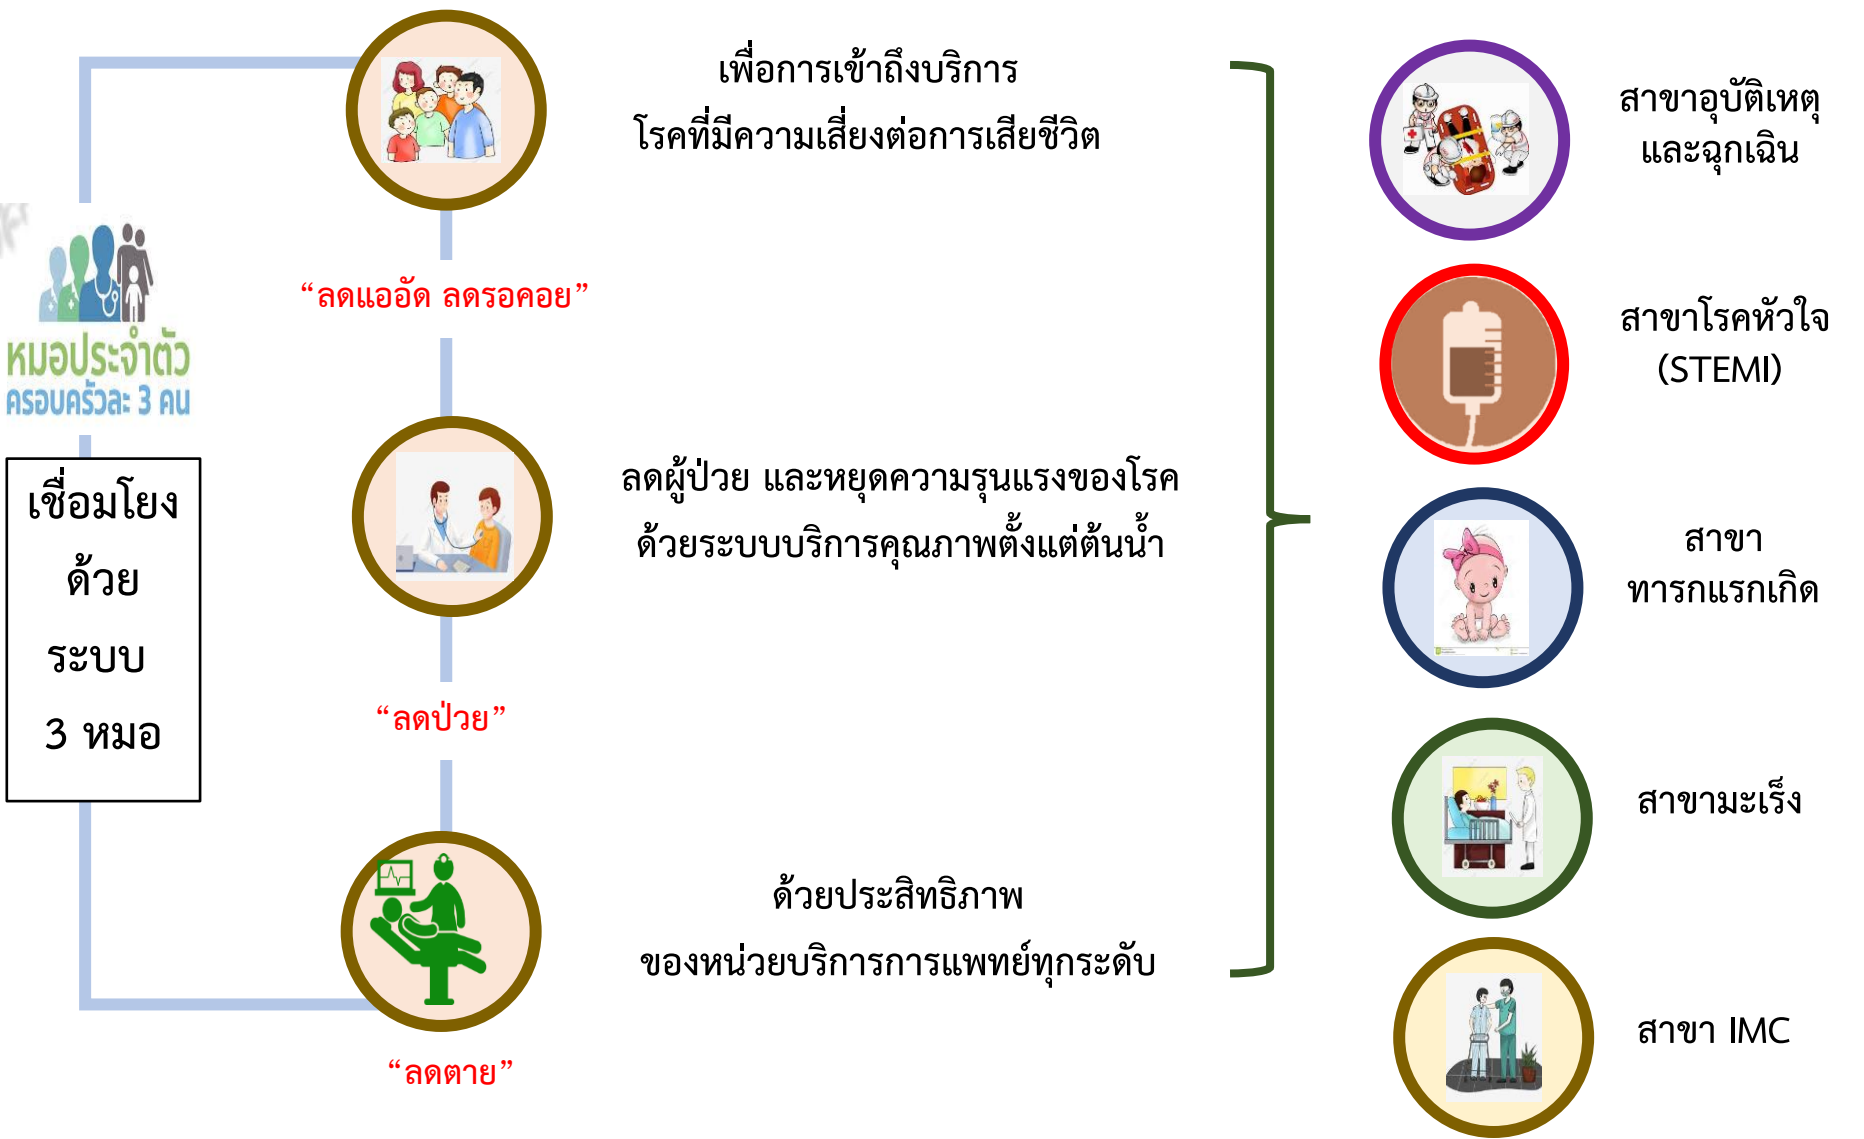 หมอประจำตัว
ครอบครัวละ 3 คน
เชื่อมโยง
ด้วย
ระบบ
3 หมอ
เพื่อการเข้าถึงบริการ
โรคที่มีความเสี่ยงต่อการเสียชีวิต
“ลดแออัด ลดรอคอย”
ลดผู้ป่วย และหยุดความรุนแรงของโรค
ด้วยระบบบริการคุณภาพตั้งแต่ต้นน้ำ
“ลดป่วย”
ด้วยประสิทธิภาพ
ของหน่วยบริการการแพทย์ทุกระดับ
“ลดตาย”
สาขาอุบัติเหตุ
และฉุกเฉิน
สาขาโรคหัวใจ
(STEMI)
สาขา
ทารกแรกเกิด
สาขามะเร็ง
สาขา IMC